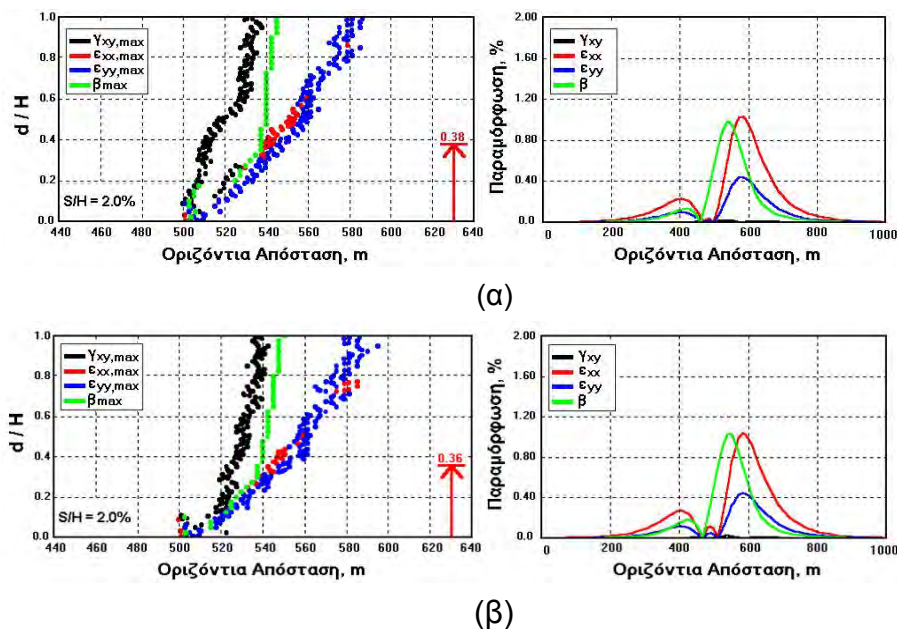 1.0
0.8
0.6
0.4
0.2
0.0
d / H
γxy,max
εxx,max
εyy,max
βmax
0.38
S/H = 2.0%
440 460 480 500 520 540 560 580 600 620 640
Οριζόντια Απόσταση, m
2.00
1.60
1.20
0.80
0.40
0.00
Παραμόρφωση, %
γxy
εxx
εyy
β
0 200 400 600 800 1000
Οριζόντια Απόσταση, m
(α)
1.0
0.8
0.6
0.4
0.2
0.0
d / H
γxy,max
εxx,max
εyy,max
βmax
0.36
S/H = 2.0%
440 460 480 500 520 540 560 580 600 620 640
Οριζόντια Απόσταση, m
2.00
1.60
1.20
0.80
0.40
0.00
Παραμόρφωση, %
γxy
εxx
εyy
β
0 200 400 600 800 1000
Οριζόντια Απόσταση, m
(β)